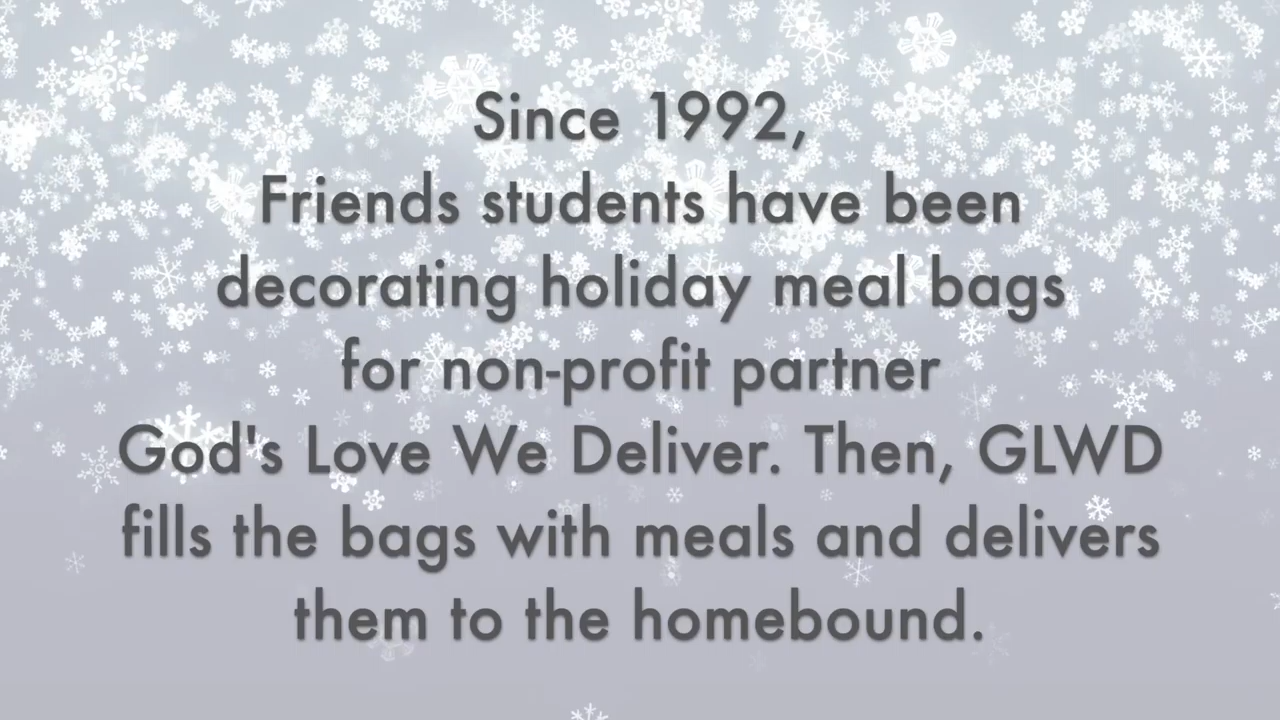 Since 1992,
Friends students have been
decorating holiday meal bags
for non-profit partner
God's Love We Deliver. Then, GLWD
fills the bags with meals and delivers
them to the homebound.